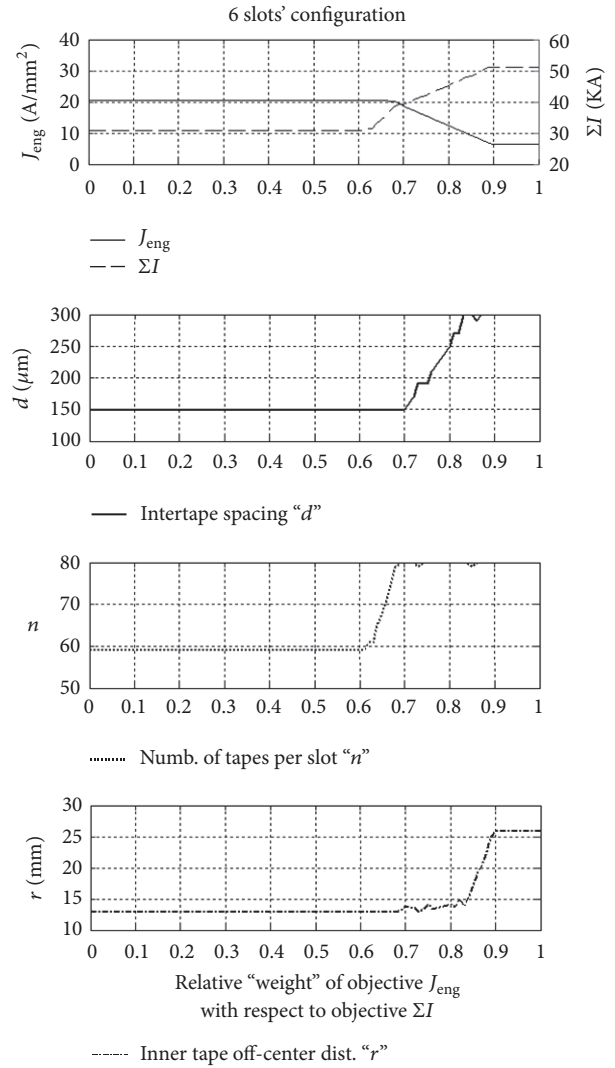 6 slots' configuration
40
30
20
10
0
J_eng (A/mm²)
60
50
40
30
20
ΣI (KA)
0 0.1 0.2 0.3 0.4 0.5 0.6 0.7 0.8 0.9 1
J_eng
ΣI
300
250
200
150
100
d (μm)
0 0.1 0.2 0.3 0.4 0.5 0.6 0.7 0.8 0.9 1
Intertape spacing “d”
80
70
60
50
n
0 0.1 0.2 0.3 0.4 0.5 0.6 0.7 0.8 0.9 1
Numb. of tapes per slot “n”
30
25
20
15
10
r (mm)
0 0.1 0.2 0.3 0.4 0.5 0.6 0.7 0.8 0.9 1
Relative “weight” of objective J_eng
with respect to objective ΣI
Inner tape off-center dist. “r”